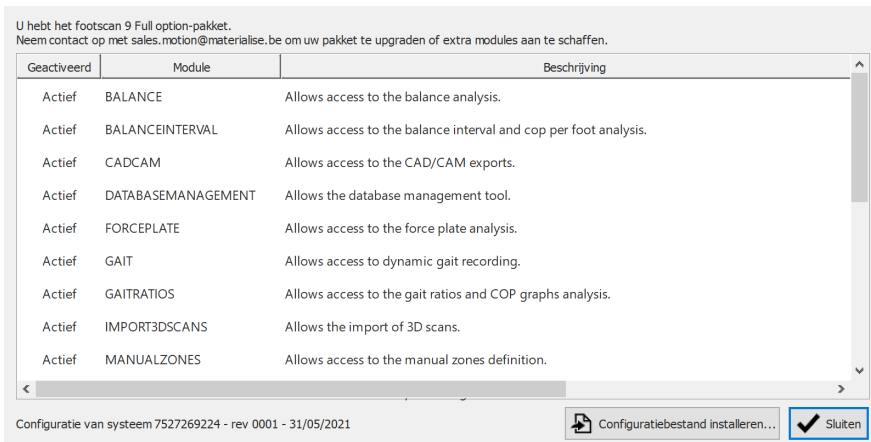 U hebt het footscan 9 Full option-pakket.
Neem contact op met sales.motion@materialise.be om uw pakket te upgraden of extra modules aan te schaffen.
Geactiveerd Module Beschrijving
Actief BALANCE Allows access to the balance analysis.
Actief BALANCEINTERVAL Allows access to the balance interval and cop per foot analysis.
Actief CADCAM Allows access to the CAD/CAM exports.
Actief DATABASEMANAGEMENT Allows the database management tool.
Actief FORCEPLATE Allows access to the force plate analysis.
Actief GAIT Allows access to dynamic gait recording.
Actief GAITRATIOS Allows access to the gait ratios and COP graphs analysis.
Actief IMPORT3DSCANS Allows the import of 3D scans.
Actief MANUALZONES Allows access to the manual zones definition.
Configuratie van systeem 7527269224 - rev 0001 - 31/05/2021 Configuratiebestand installeren... Sluiten